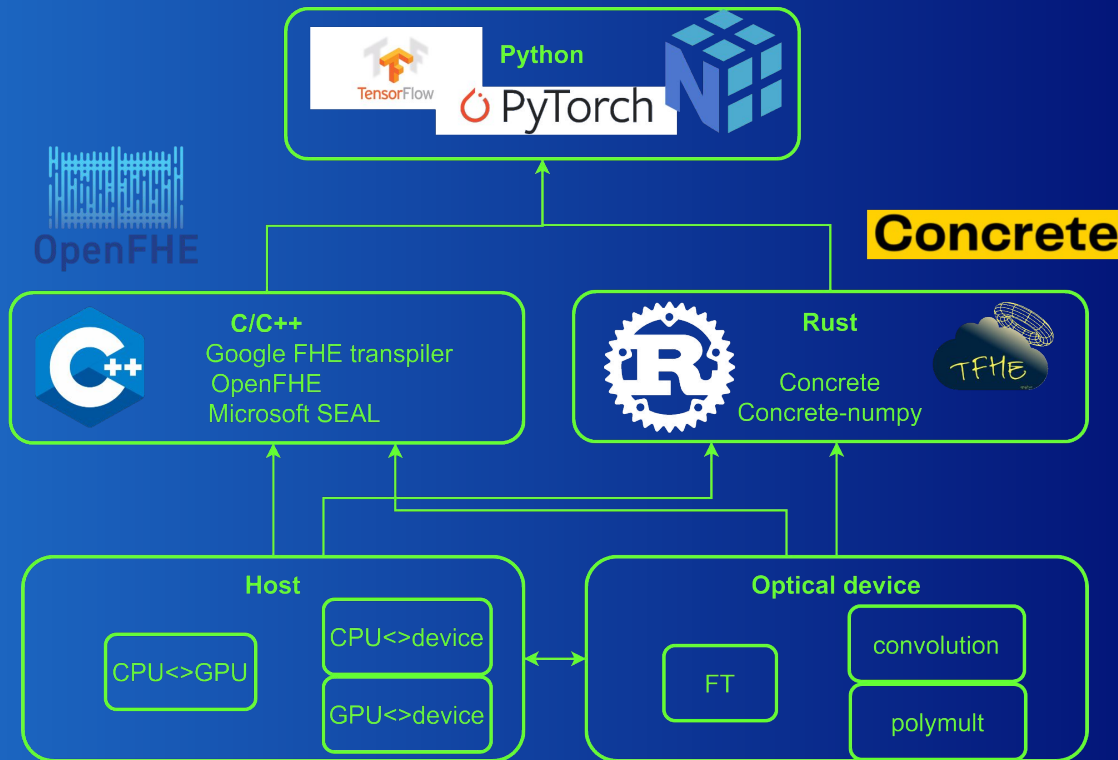 Python
TensorFlow
PyTorch
N
OpenFHE
Concrete
C++
C/C++
Google FHE transpiler
OpenFHE
Microsoft SEAL
R
Rust
Concrete
Concrete-numpy
TFHE
Host
CPU<>GPU
CPU<>device
GPU<>device
Optical device
FT
convolution
polymult